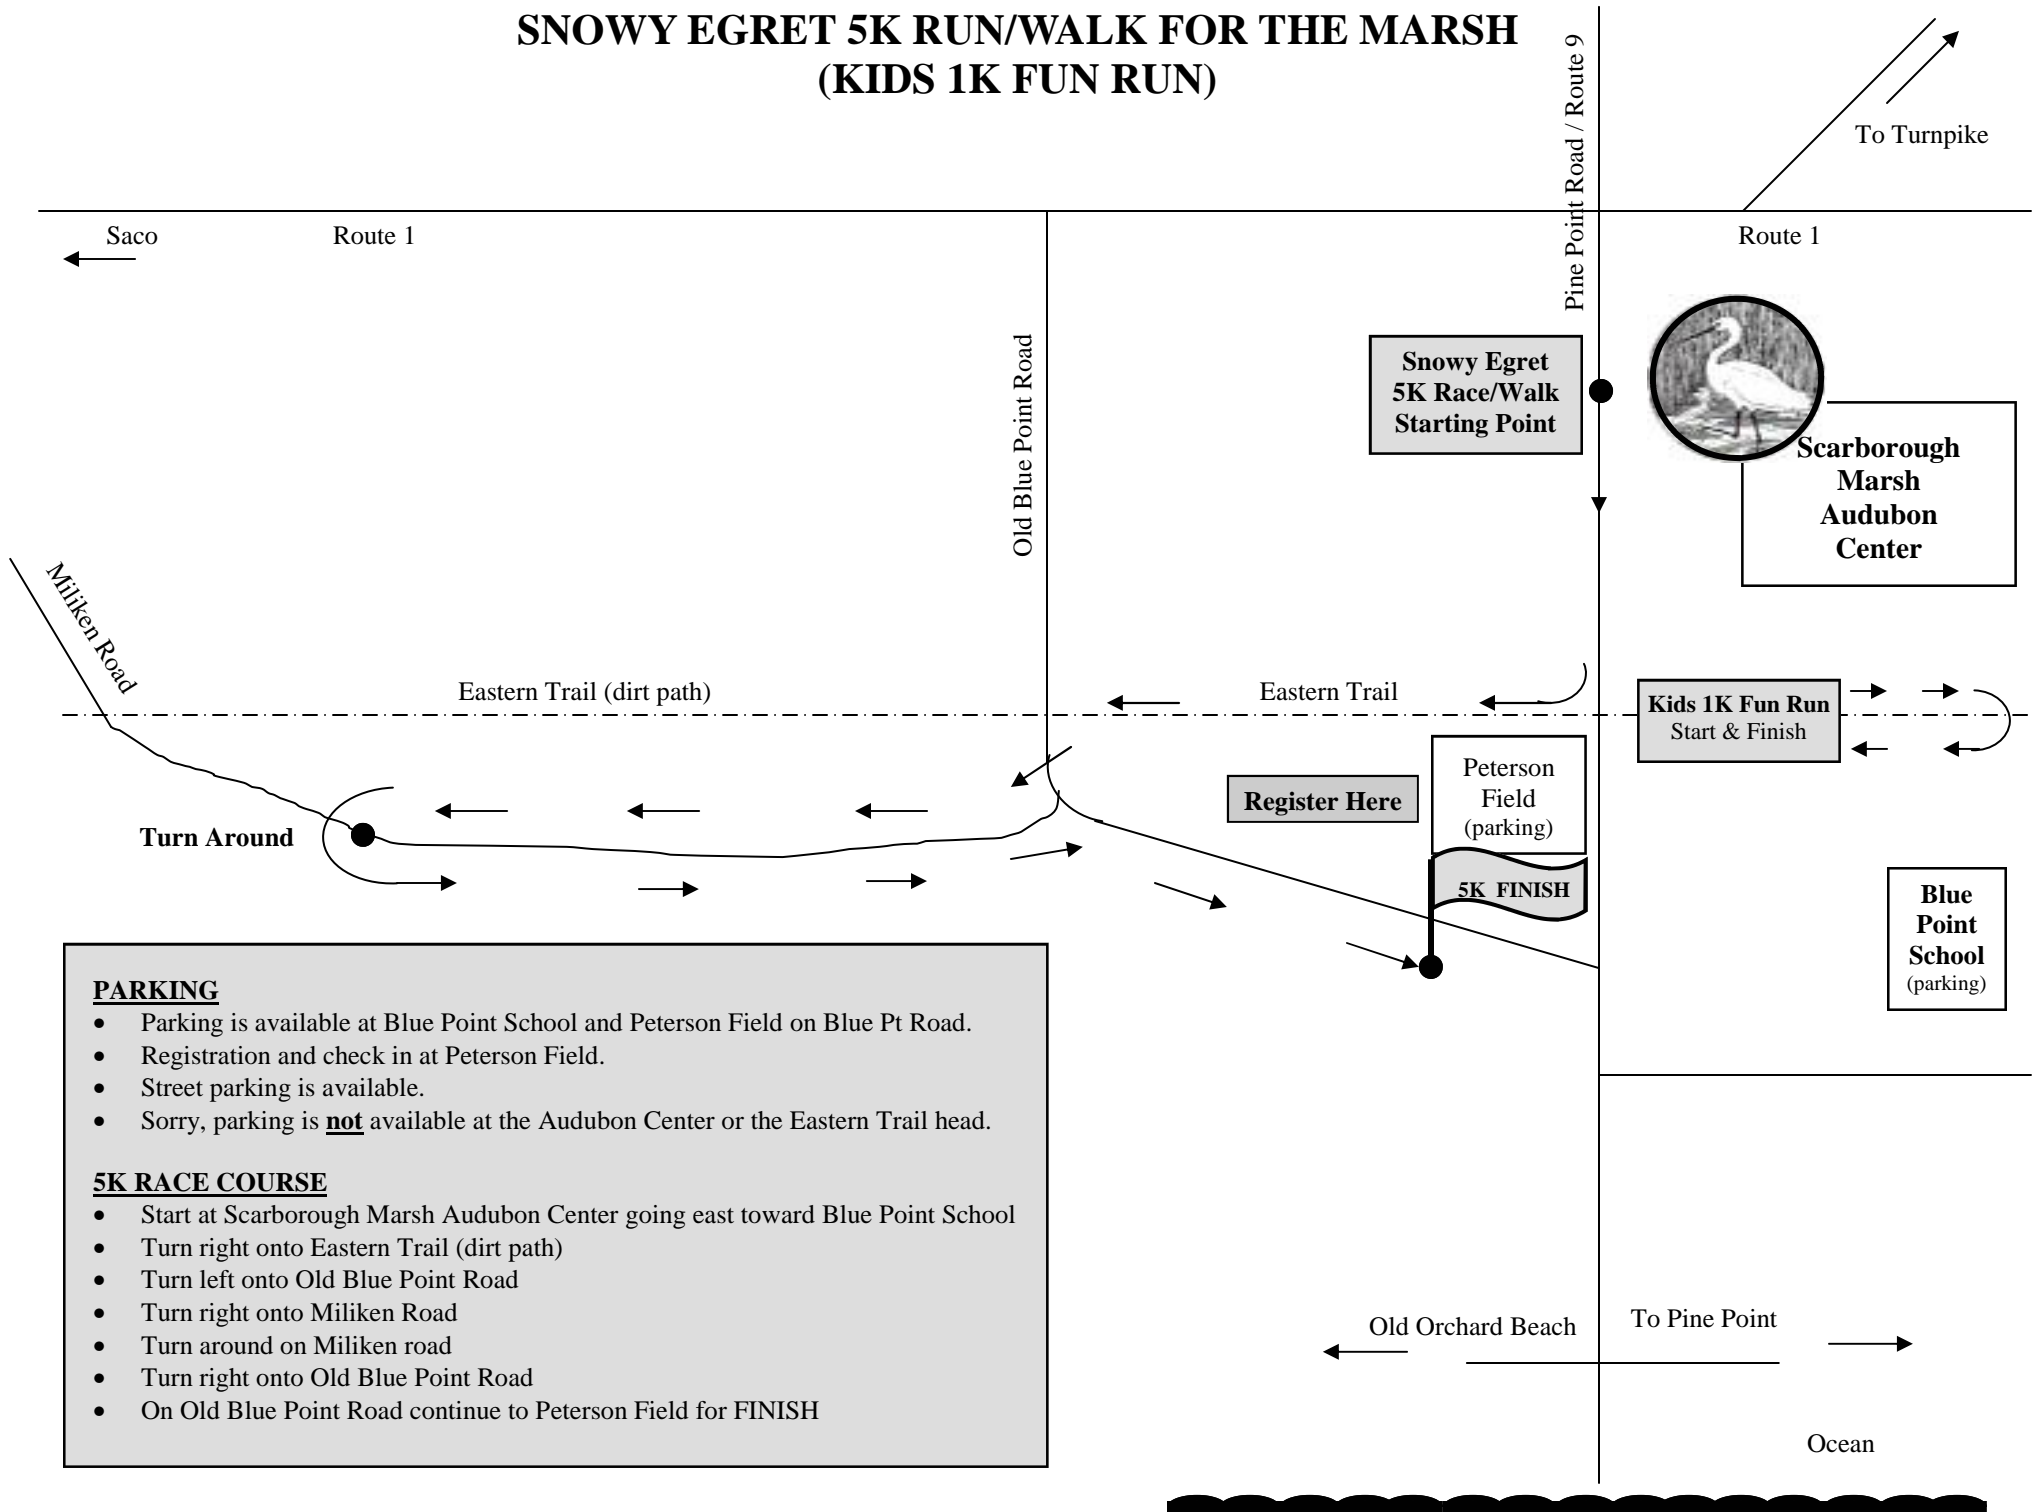 SNOWY EGRET 5K RUN/WALK FOR THE MARSH
(KIDS 1K FUN RUN)
Pine Point Road / Route 9
To Turnpike
Saco
Route 1
Route 1
Old Blue Point Road
Snowy Egret
5K Race/Walk
Starting Point
Scarborough
Marsh
Audubon
Center
Miliken Road
Eastern Trail (dirt path)
Eastern Trail
Kids 1K Fun Run
Start & Finish
Peterson
Field
(parking)
Register Here
Turn Around
5K FINISH
Blue
Point
School
(parking)
PARKING
• Parking is available at Blue Point School and Peterson Field on Blue Pt Road.
• Registration and check in at Peterson Field.
• Street parking is available.
• Sorry, parking is not available at the Audubon Center or the Eastern Trail head.
5K RACE COURSE
• Start at Scarborough Marsh Audubon Center going east toward Blue Point School
• Turn right onto Eastern Trail (dirt path)
• Turn left onto Old Blue Point Road
• Turn right onto Miliken Road
• Turn around on Miliken road
• Turn right onto Old Blue Point Road
• On Old Blue Point Road continue to Peterson Field for FINISH
Old Orchard Beach
To Pine Point
Ocean